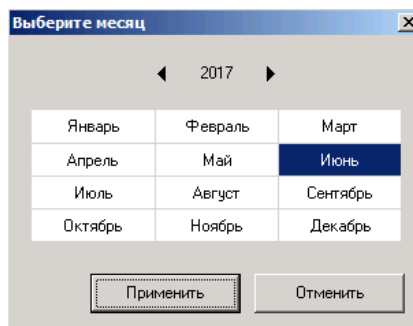 Выберите месяц
2017
Январь Февраль Март
Апрель Май Июнь
Июль Август Сентябрь
Октябрь Ноябрь Декабрь
Применить Отменить